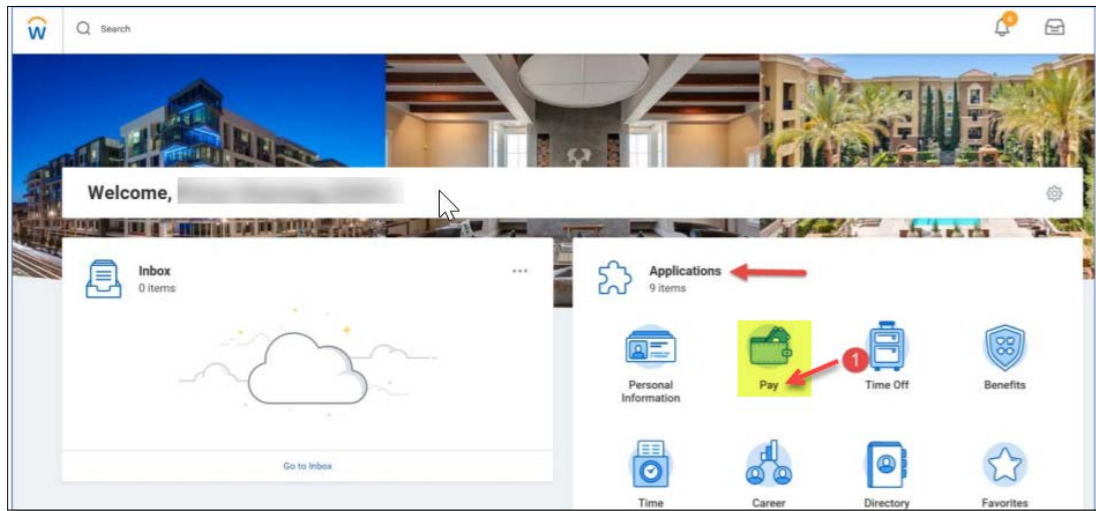 W
Search
Welcome,
Inbox
0 items
Go to Inbox
Applications
9 items
Personal
Information
Pay
1
Time Off
Benefits
Time
Career
Directory
Favorites